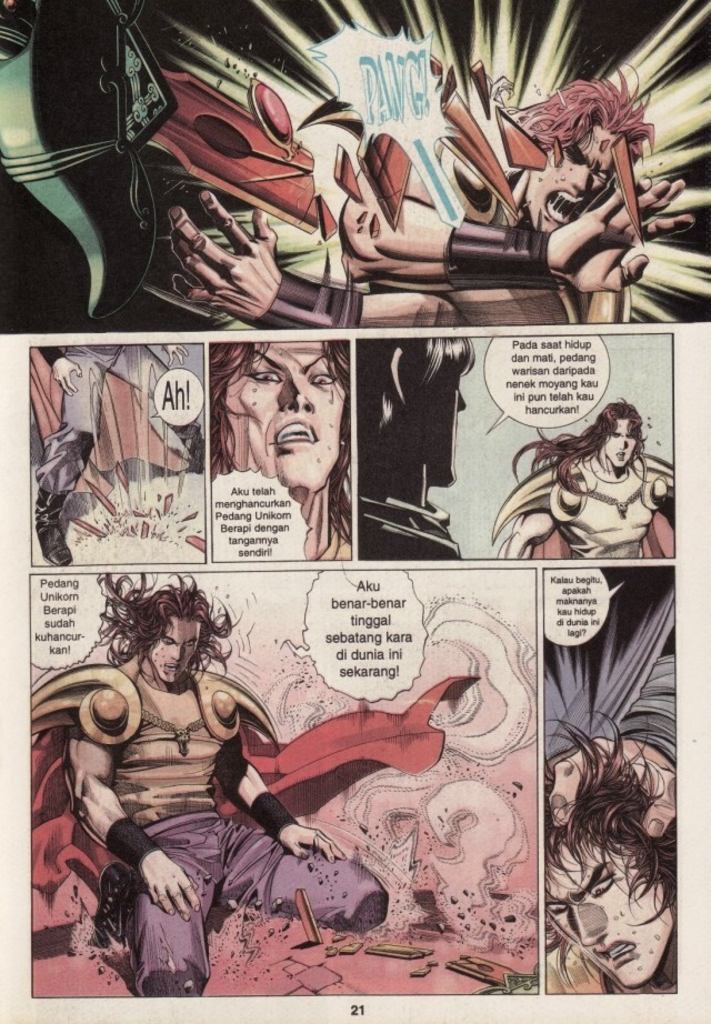 PANG!
Ah!
Aku telah
menghancurkan
Pedang Unikorn
Berapi dengan
tangannya
sendiri!
Pada saat hidup
dan mati, pedang
warisan daripada
nenek moyang kau
ini pun telah kau
hancurkan!
Pedang
Unikorn
Berapi
sudah
kuhancur-
kan!
Aku
benar-benar
tinggal
sebatang kara
di dunia ini
sekarang!
Kalau begitu,
apakah
maknanya
kau hidup
di dunia ini
lagi?
21